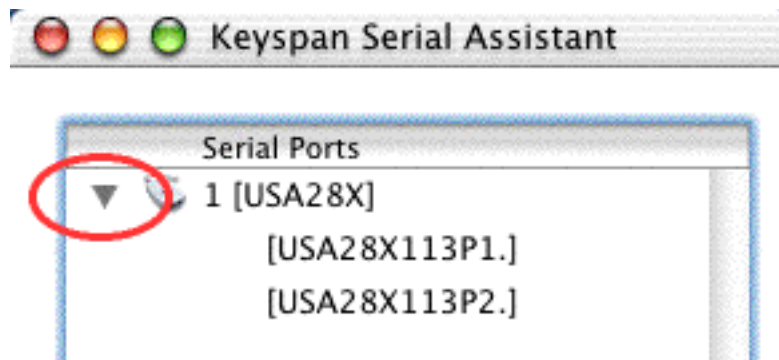 Keyspan Serial Assistant
Serial Ports
1 [USA28X]
[USA28X113P1.]
[USA28X113P2.]